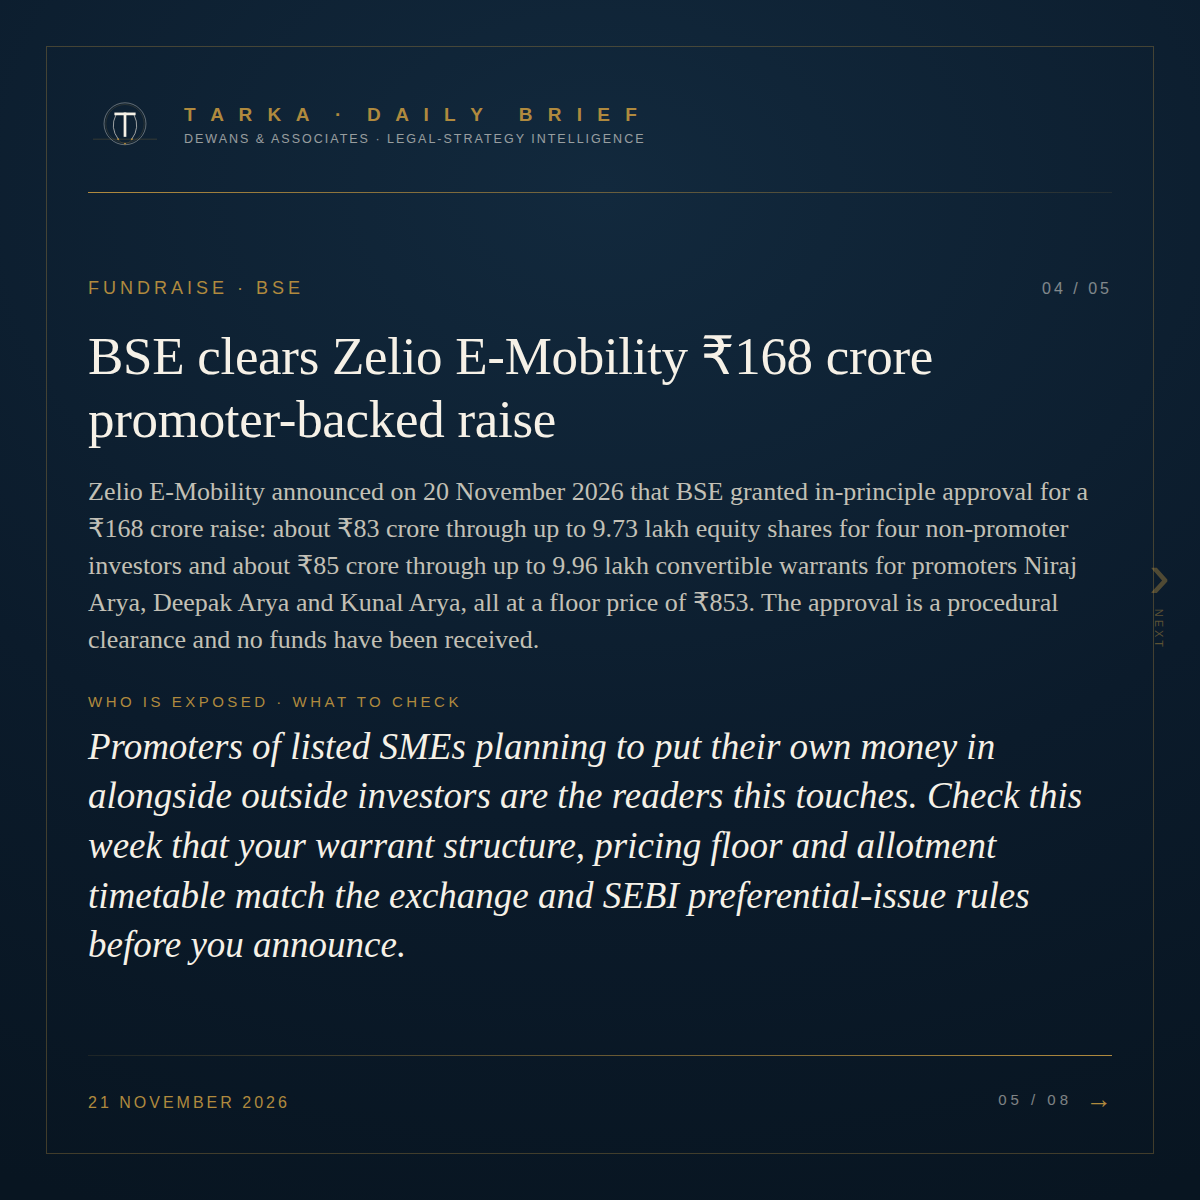 T
TARKA · DAILY BRIEF
DEWANS & ASSOCIATES · LEGAL-STRATEGY INTELLIGENCE
FUNDRAISE · BSE
04 / 05
BSE clears Zelio E-Mobility ₹168 crore
promoter-backed raise
Zelio E-Mobility announced on 20 November 2026 that BSE granted in-principle approval for a
₹168 crore raise: about ₹83 crore through up to 9.73 lakh equity shares for four non-promoter
investors and about ₹85 crore through up to 9.96 lakh convertible warrants for promoters Niraj
Arya, Deepak Arya and Kunal Arya, all at a floor price of ₹853. The approval is a procedural
clearance and no funds have been received.
NEXT
WHO IS EXPOSED · WHAT TO CHECK
Promoters of listed SMEs planning to put their own money in
alongside outside investors are the readers this touches. Check this
week that your warrant structure, pricing floor and allotment
timetable match the exchange and SEBI preferential-issue rules
before you announce.
21 NOVEMBER 2026
05 / 08 →